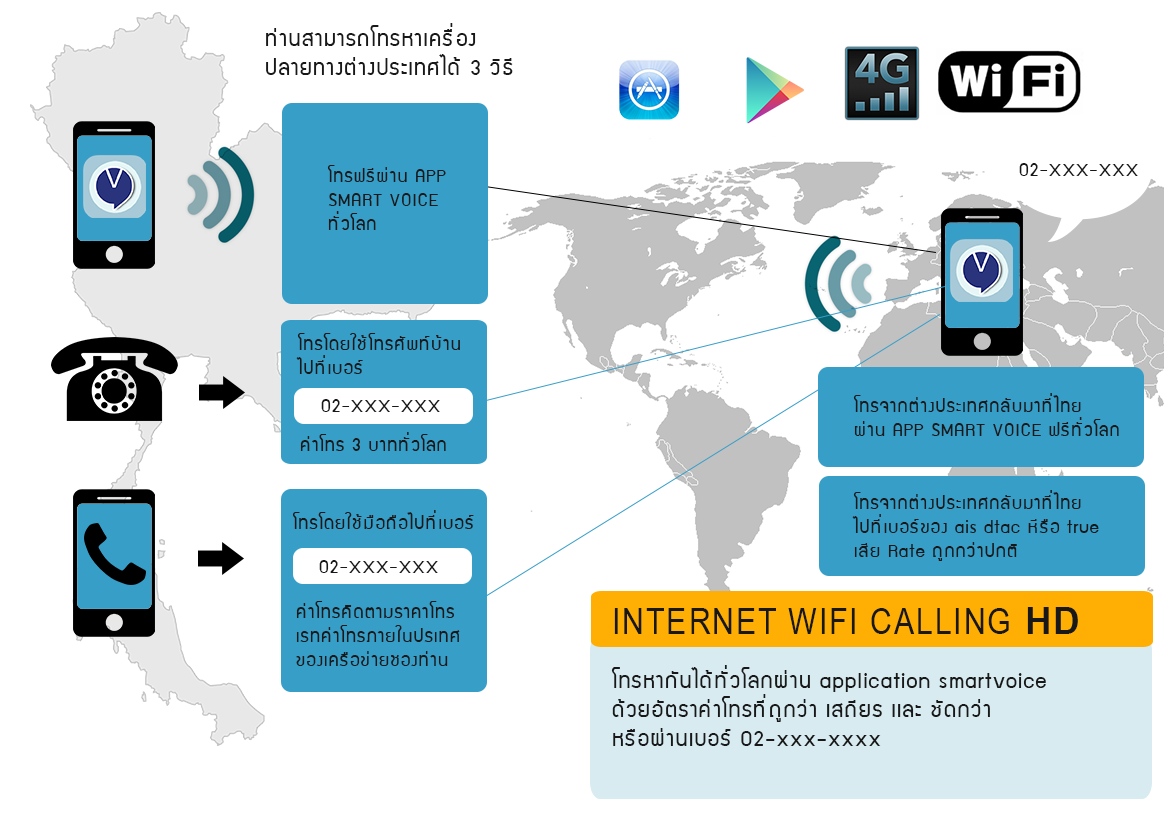 ท่านสามารถโทรหาเครื่อง
ปลายทางต่างประเทศได้ 3 วิธี
4G
Wi Fi
02-XXX-XXX
โทรฟรีผ่าน APP
SMART VOICE
ทั่วโลก
โทรโดยใช้โทรศัพท์บ้าน
ไปที่เบอร์
02-XXX-XXX
ค่าโทร 3 บาททั่วโลก
โทรโดยใช้มือถือไปที่เบอร์
02-XXX-XXX
ค่าโทรคิดตามราคาโทร
เรทค่าโทรภายในปรเทศ
ของเครือข่ายชองท่าน
โทรจากต่างประเทศกลับมาที่ไทย
ผ่าน APP SMART VOICE ฟรีทั่วโลก
โทรจากต่างประเทศกลับมาที่ไทย
ไปที่เบอร์ของ ais dtac หีรือ true
เสีย Rate ถูกกว่าปกติ
INTERNET WIFI CALLING HD
โทรหากันได้ทั่วโลกผ่าน application smartvoice
ด้วยอัตราค่าโทรที่ถูกว่า เสถียร และ ชัดกว่า
หรือผ่านเบอร์ 02-xxx-xxxx